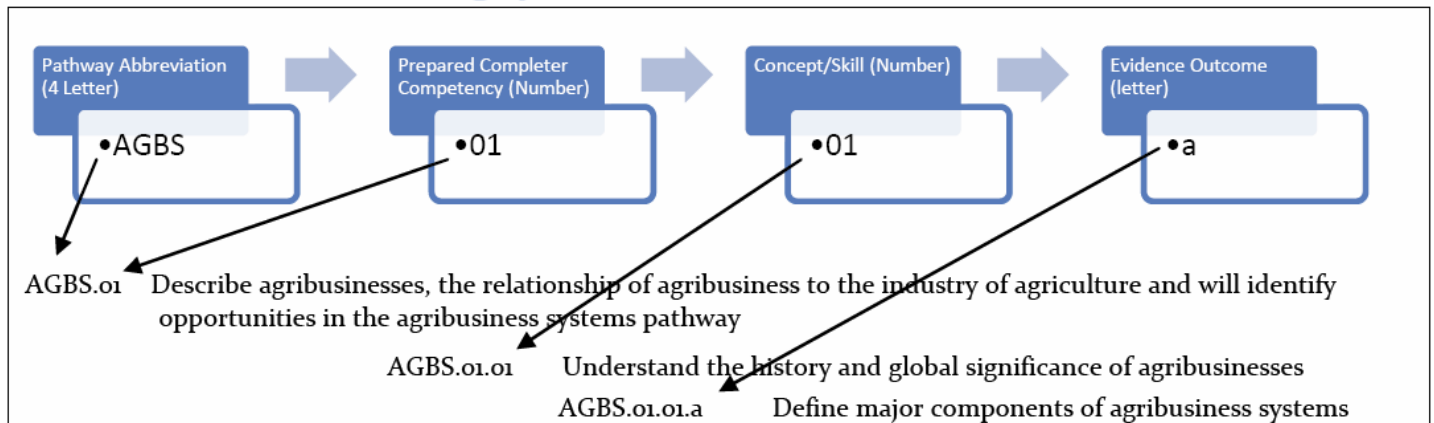 Pathway Abbreviation
(4 Letter)
•AGBS
Prepared Completer
Competency (Number)
•01
Concept/Skill (Number)
•01
Evidence Outcome
(letter)
•a
AGBS.01 Describe agribusinesses, the relationship of agribusiness to the industry of agriculture and will identify
opportunities in the agribusiness systems pathway
AGBS.01.01 Understand the history and global significance of agribusinesses
AGBS.01.01.a Define major components of agribusiness systems